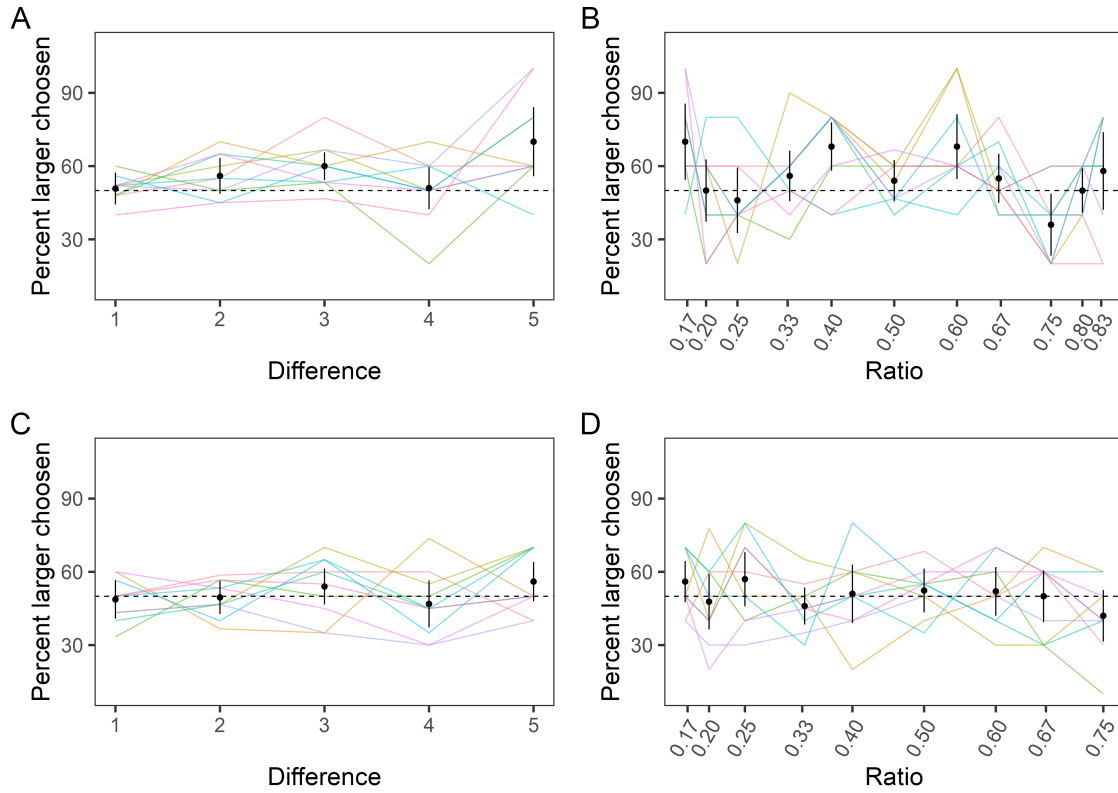 A
Percent larger choosen
90
60
30
1 2 3 4 5
Difference
B
Percent larger choosen
90
60
30
0.17 0.20 0.25 0.33 0.40 0.50 0.60 0.67 0.75 0.80 0.83
Ratio
C
Percent larger choosen
90
60
30
1 2 3 4 5
Difference
D
Percent larger choosen
90
60
30
0.17 0.20 0.25 0.33 0.40 0.50 0.60 0.67 0.75
Ratio